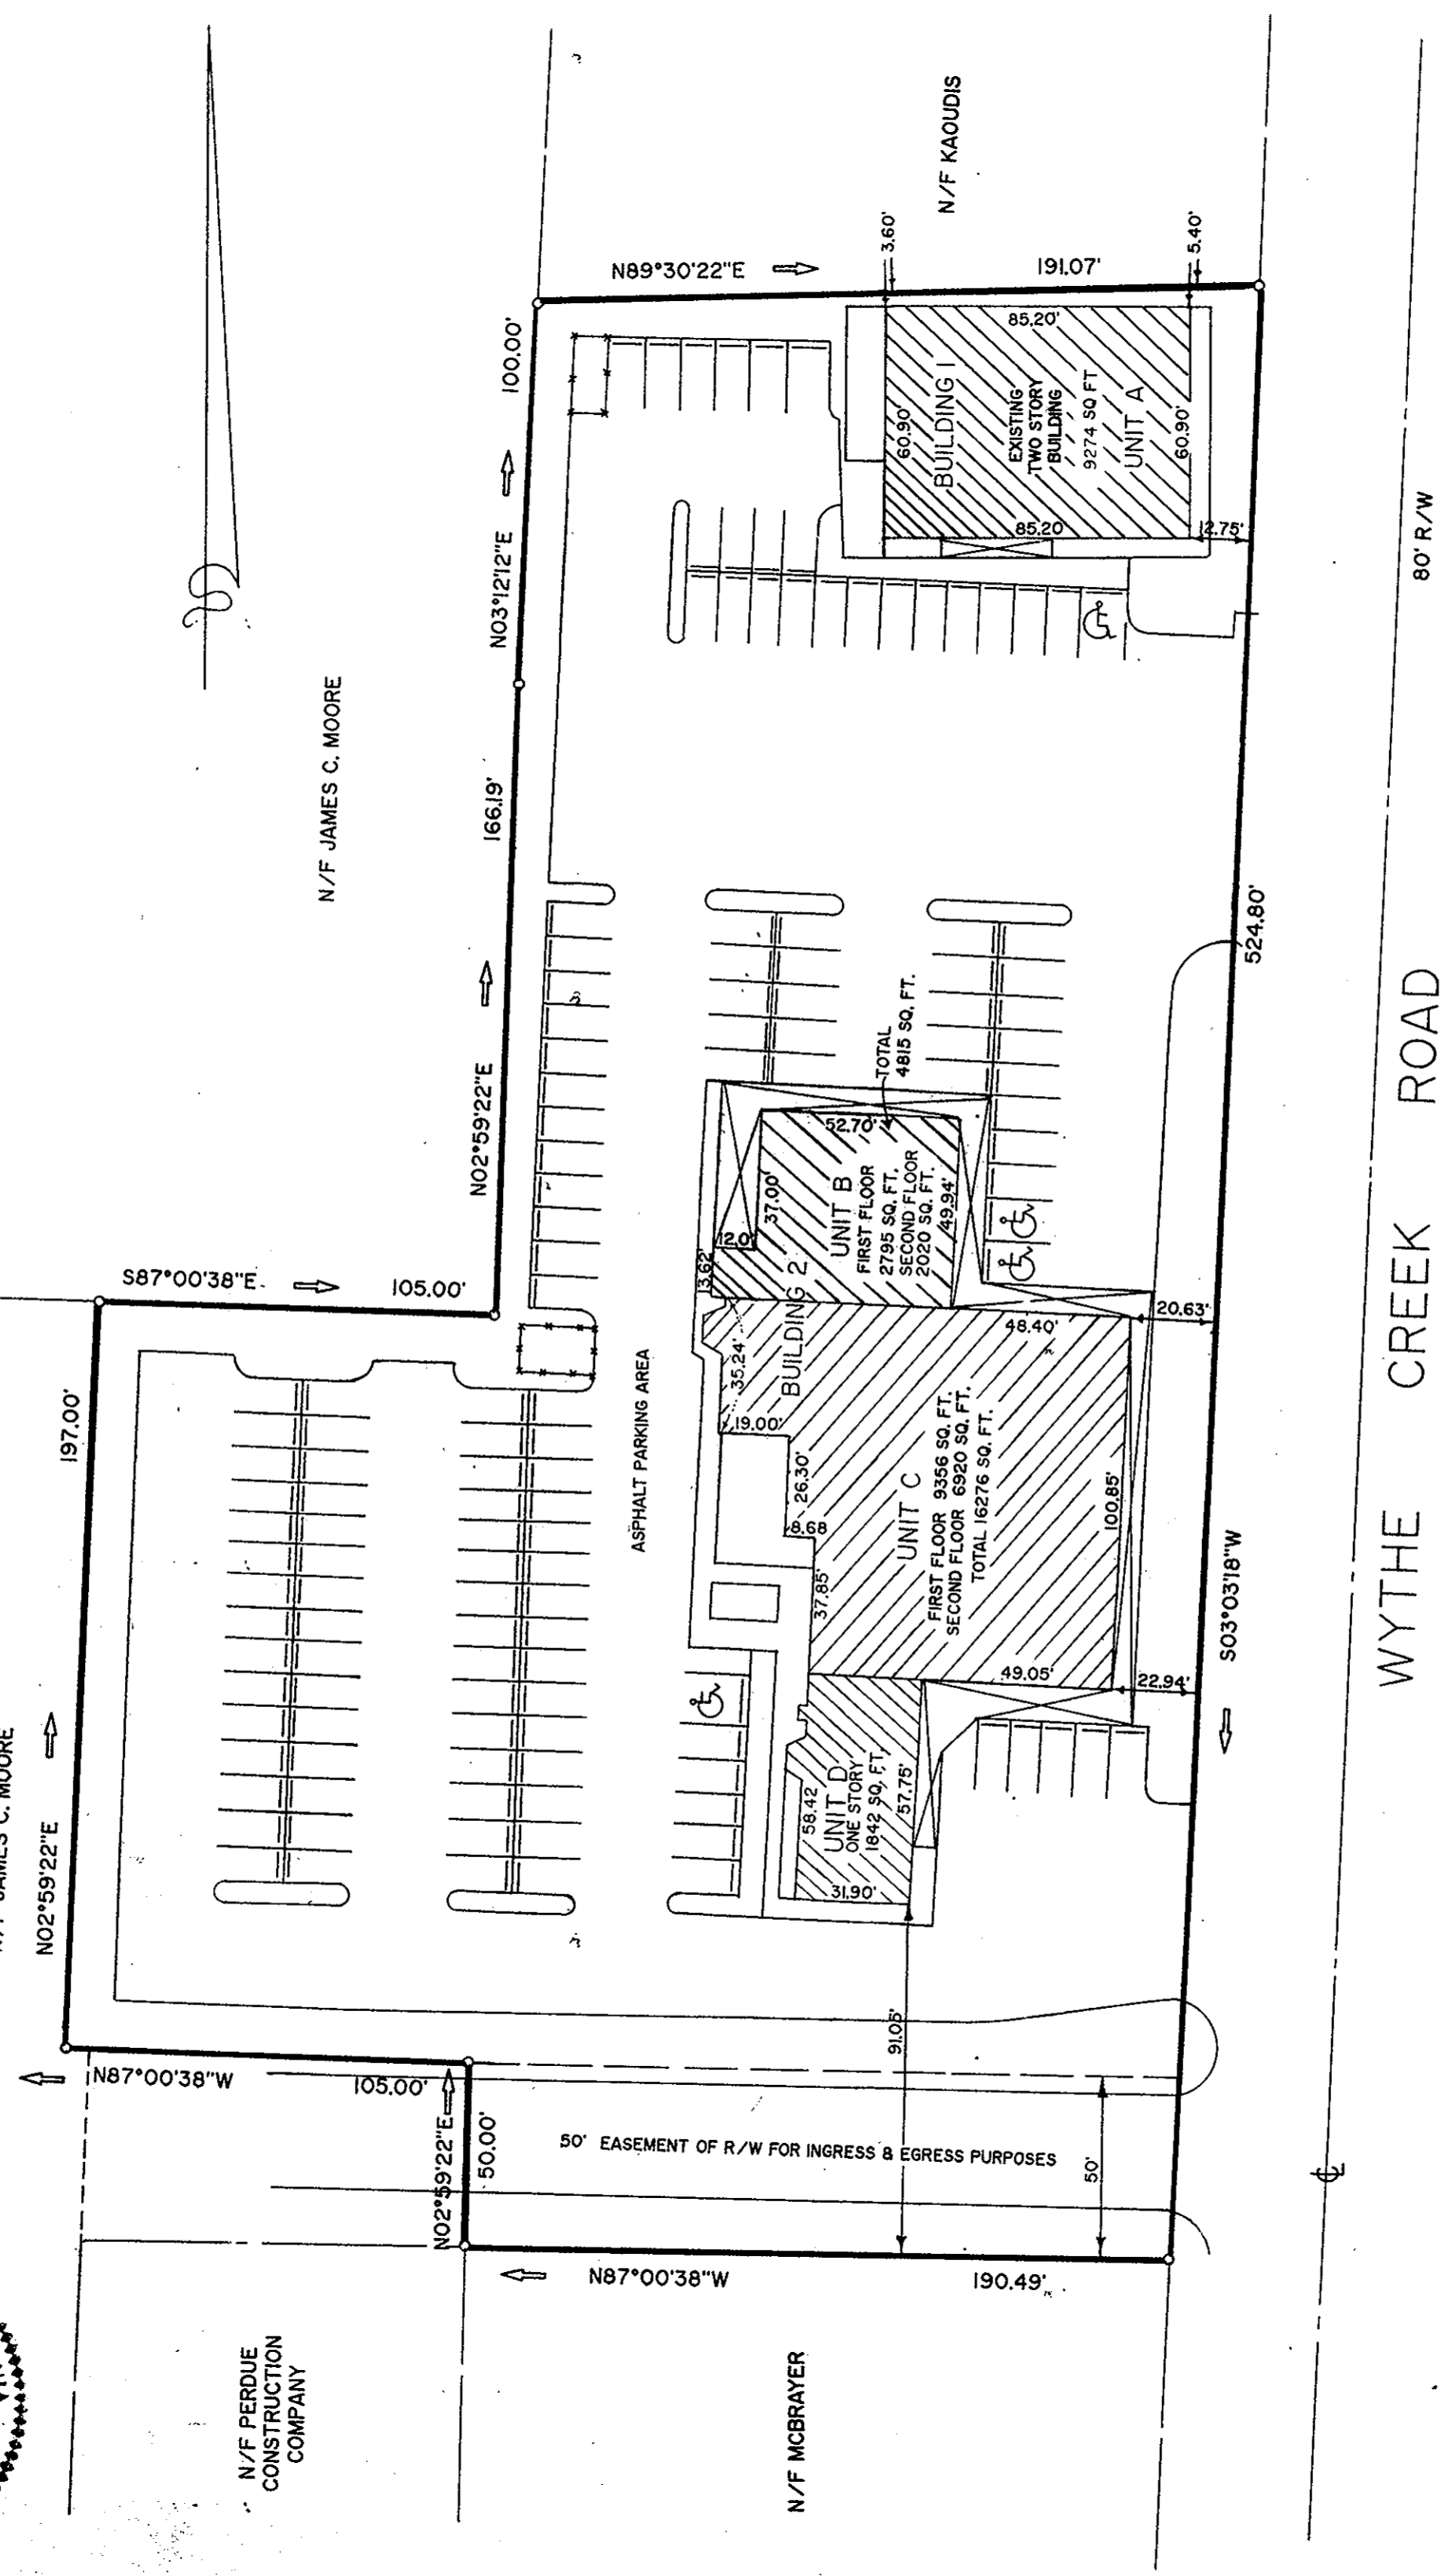 N/F KAOUDIS
N89°30'22"E
191.07'
3.60'
5.40'
100.00'
N03°12'12"E
85.20'
60.90'
BUILDING 1
EXISTING
TWO STORY
BUILDING
9274 SQ FT
UNIT A
60.90'
85.20'
12.75'
80' R/W
N/F JAMES C. MOORE
166.19'
N02°59'22"E
524.80'
TOTAL
4815 SQ. FT.
52.70'
37.00'
UNIT B
FIRST FLOOR
2795 SQ. FT.
SECOND FLOOR
2020 SQ. FT.
49.94'
12.0'
3.62'
BUILDING 2
S87°00'38"E
105.00'
20.63'
48.40'
35.24'
19.00'
26.30'
8.68
37.85'
UNIT C
FIRST FLOOR 9356 SQ. FT.
SECOND FLOOR 6920 SQ. FT.
TOTAL 16276 SQ. FT.
100.85'
49.05'
22.94'
ASPHALT PARKING AREA
197.00'
N02°59'22"E
JAMES C. MOORE
S03°03'18"W
WYTHE CREEK ROAD
58.42
UNIT D
ONE STORY
1842 SQ. FT.
57.75'
31.90'
91.05'
N87°00'38"W
105.00'
N02°59'22"E
50.00'
50' EASEMENT OF R/W FOR INGRESS & EGRESS PURPOSES
50'
N87°00'38"W
190.49'
N/F PERDUE
CONSTRUCTION
COMPANY
N/F MCBRAYER